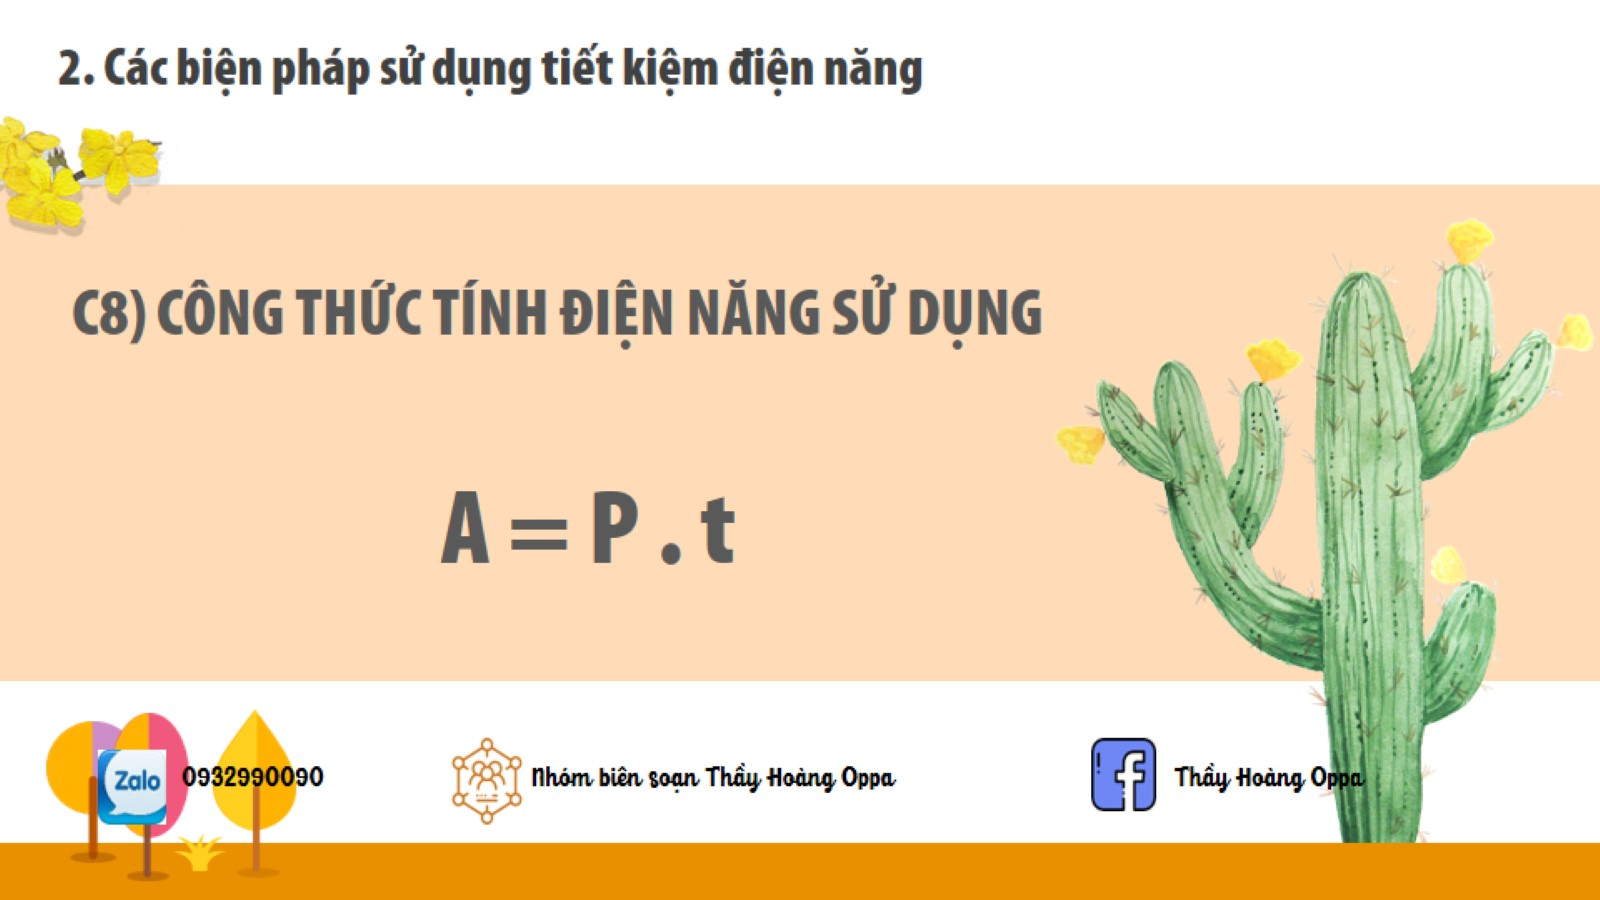 2. Các biện pháp sử dụng tiết kiệm điện năng
C8) CÔNG THỨC TÍNH ĐIỆN NĂNG SỬ DỤNG
A = P . t
Zalo
0932990090
Nhóm biên soạn Thầy Hoàng Oppa
Thầy Hoàng Oppa